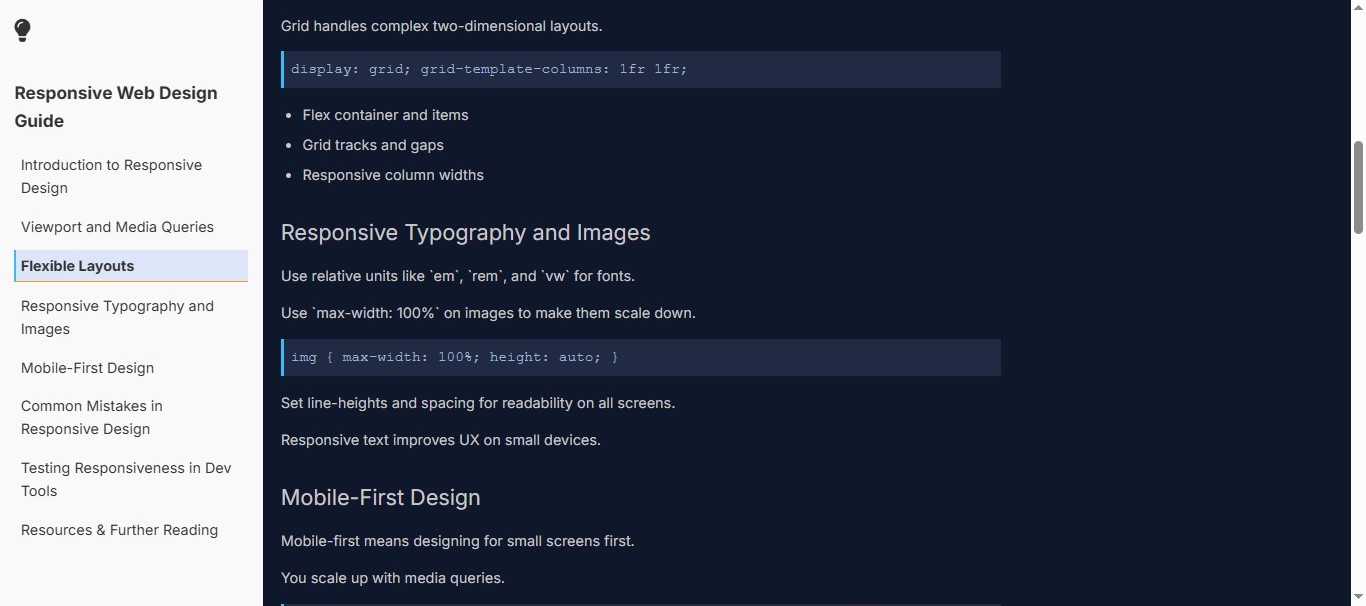 Responsive Web Design
Guide
Introduction to Responsive
Design
Viewport and Media Queries
Flexible Layouts
Responsive Typography and
Images
Mobile-First Design
Common Mistakes in
Responsive Design
Testing Responsiveness in Dev
Tools
Resources & Further Reading
Grid handles complex two-dimensional layouts.
display: grid; grid-template-columns: 1fr 1fr;
Flex container and items
Grid tracks and gaps
Responsive column widths
Responsive Typography and Images
Use relative units like `em`, `rem`, and `vw` for fonts.
Use `max-width: 100%` on images to make them scale down.
img { max-width: 100%; height: auto; }
Set line-heights and spacing for readability on all screens.
Responsive text improves UX on small devices.
Mobile-First Design
Mobile-first means designing for small screens first.
You scale up with media queries.